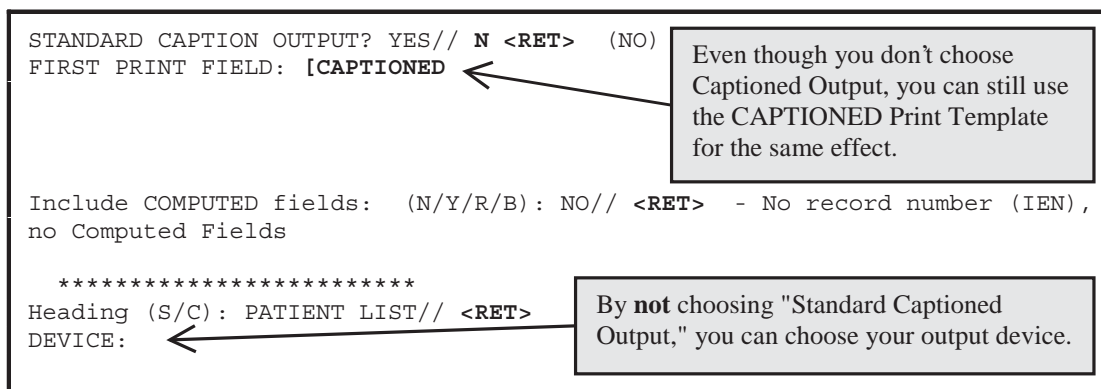 STANDARD CAPTION OUTPUT? YES// N <RET> (NO)
FIRST PRINT FIELD: [CAPTIONED
Even though you don't choose
Captioned Output, you can still use
the CAPTIONED Print Template
for the same effect.
Include COMPUTED fields: (N/Y/R/B): NO// <RET> - No record number (IEN),
no Computed Fields
*************************
Heading (S/C): PATIENT LIST// <RET>
DEVICE:
By not choosing "Standard Captioned
Output," you can choose your output device.